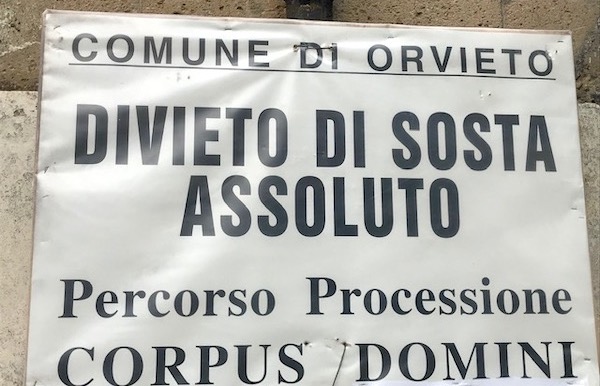 COMUNE DI ORVIETO
DIVIETO DI SOSTA
ASSOLUTO
Percorso Processione
CORPUS DOMINI